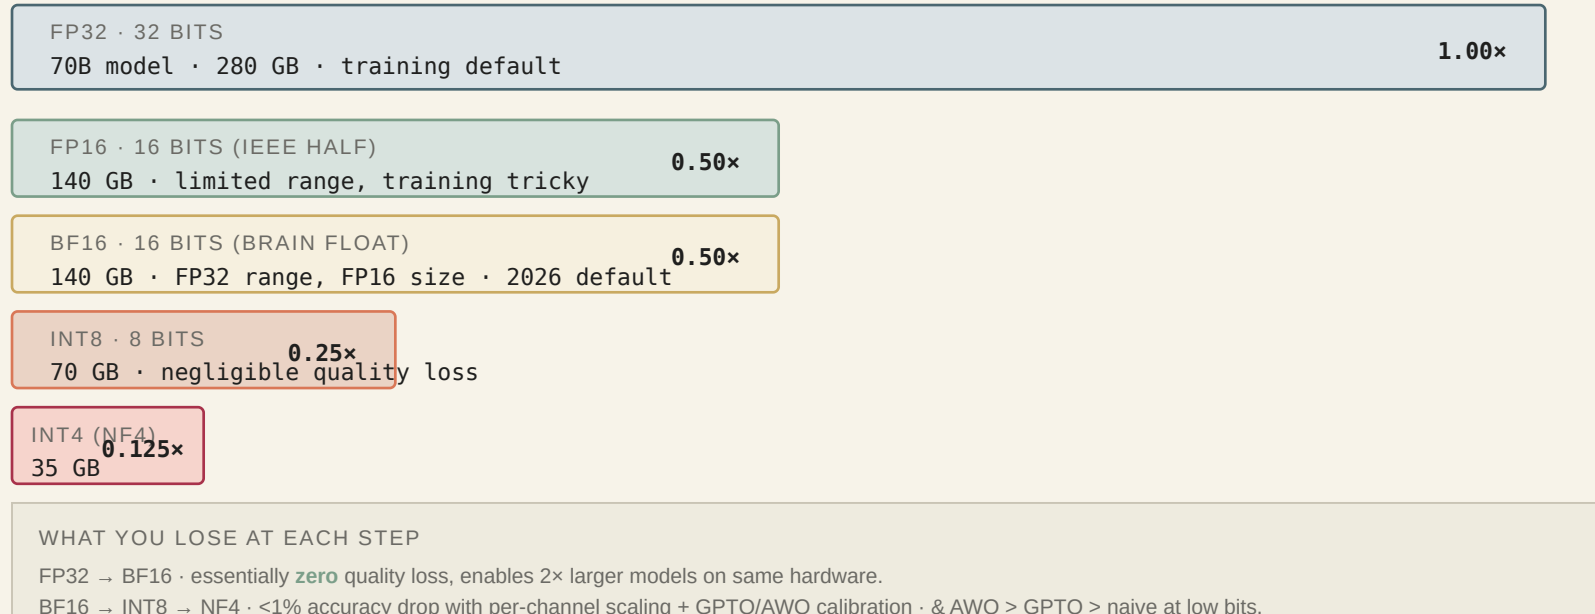 FP32 · 32 BITS
70B model · 280 GB · training default
1.00×
FP16 · 16 BITS (IEEE HALF)
140 GB · limited range, training tricky
0.50×
BF16 · 16 BITS (BRAIN FLOAT)
140 GB · FP32 range, FP16 size · 2026 default
0.50×
INT8 · 8 BITS
70 GB · negligible quality loss
0.25×
INT4 (NF4)
35 GB
0.125×
WHAT YOU LOSE AT EACH STEP
FP32 → BF16 · essentially zero quality loss, enables 2× larger models on same hardware.
BF16 → INT8 → NF4 · <1% accuracy drop with per-channel scaling + GPTQ/AWQ calibration · & AWQ > GPTQ > naive at low bits.